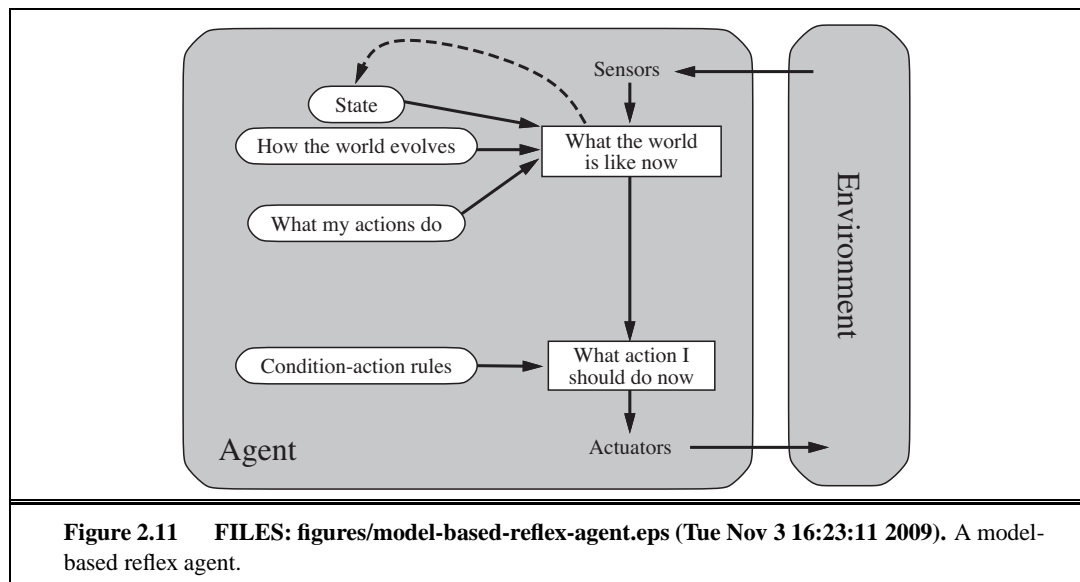 Sensors
State
How the world evolves
What the world
is like now
What my actions do
Condition-action rules
What action I
should do now
Agent
Actuators
Environment
Figure 2.11 FILES: figures/model-based-reflex-agent.eps (Tue Nov 3 16:23:11 2009). A model-
based reflex agent.